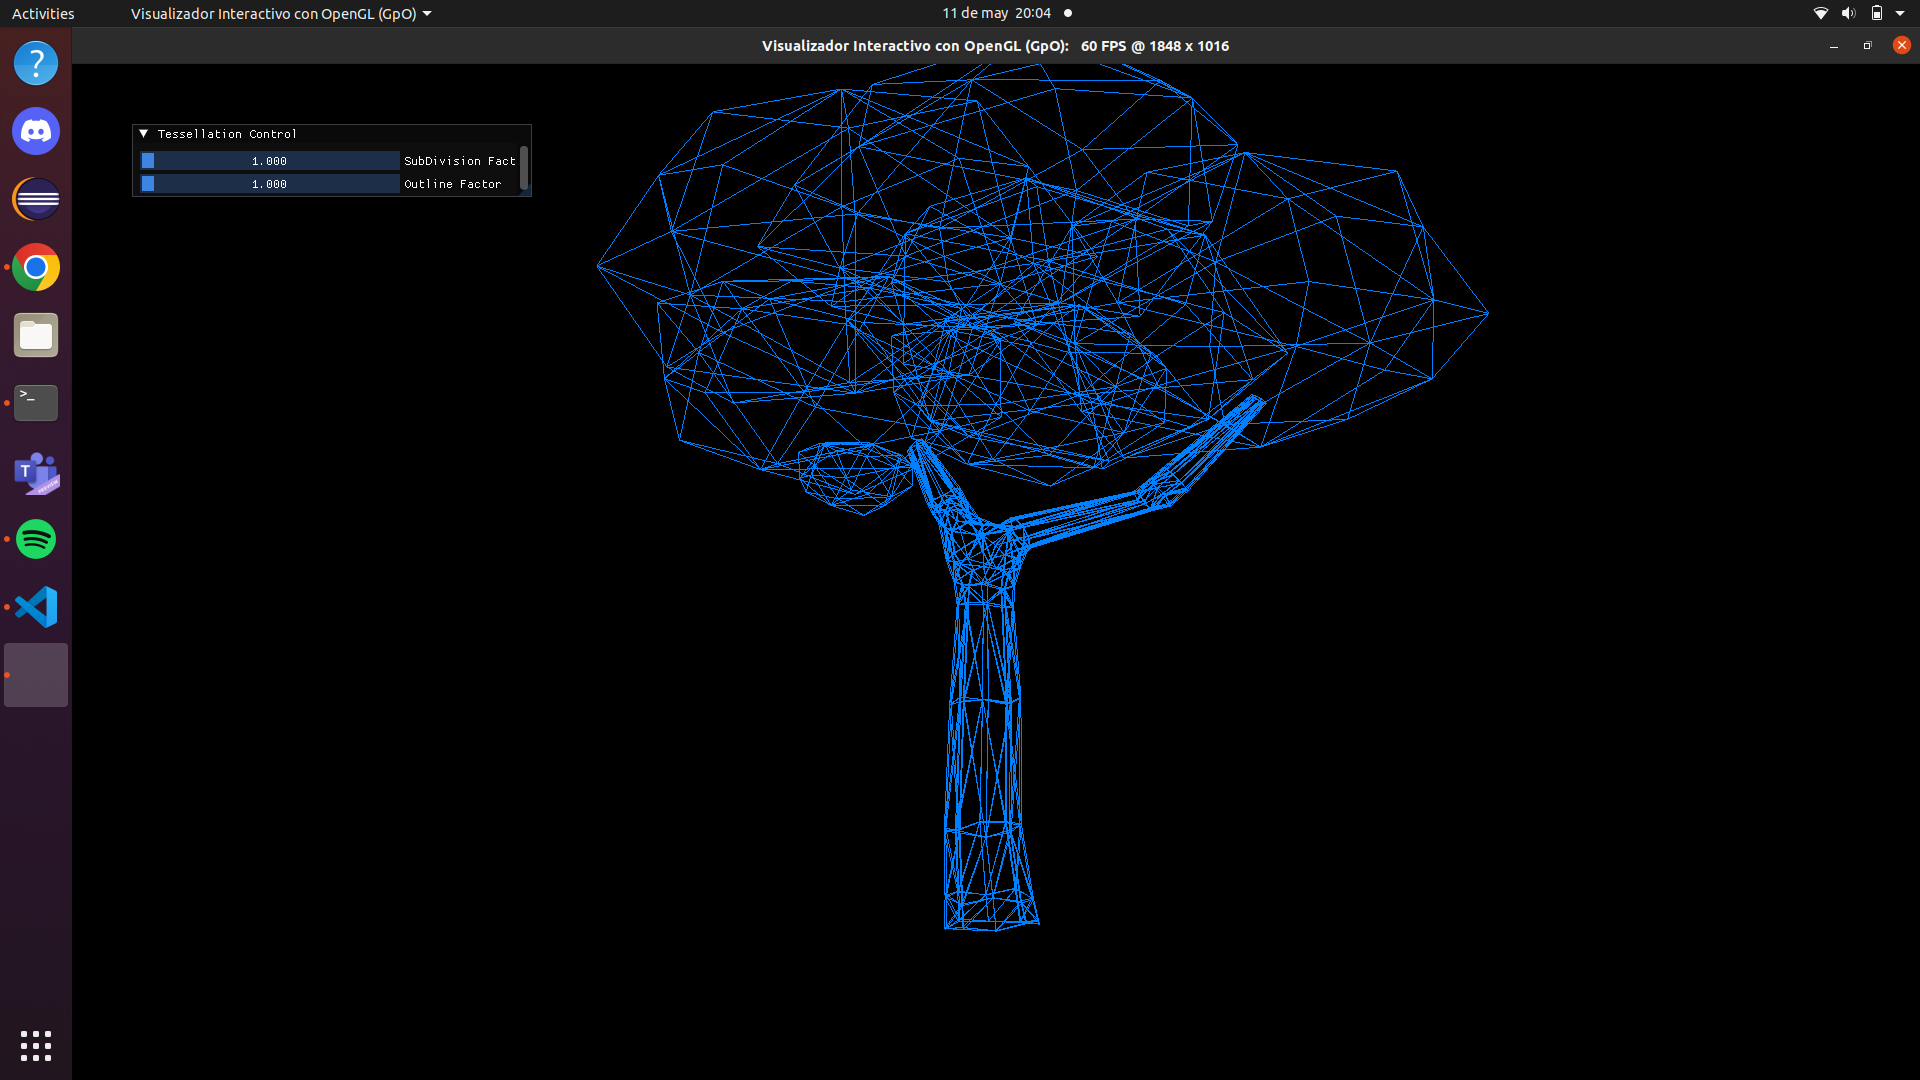 Activities
Visualizador Interactivo con OpenGL (GpO)
11 de may 20:04
Visualizador Interactivo con OpenGL (GpO): 60 FPS @ 1848 x 1016
Tessellation Control
1.000 SubDivision Fact
1.000 Outline Factor
?
>_
T